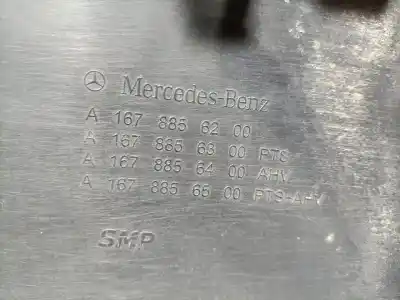 Mercedes-Benz
A 167 885 62 00
A 167 885 63 00 PTS
A 167 885 64 00 AHV
A 167 885 65 00 PTS-AHV
SMP